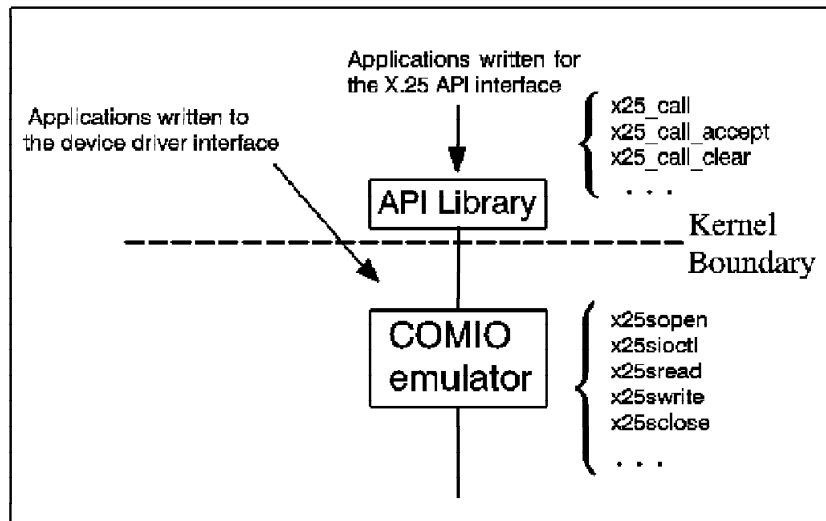 Applications written for
the X.25 API interface
Applications written to
the device driver interface
x25_call
x25_call_accept
x25_call_clear
. . .
API Library
Kernel
Boundary
COMIO
emulator
x25sopen
x25sioctl
x25sread
x25swrite
x25sclose
. . .